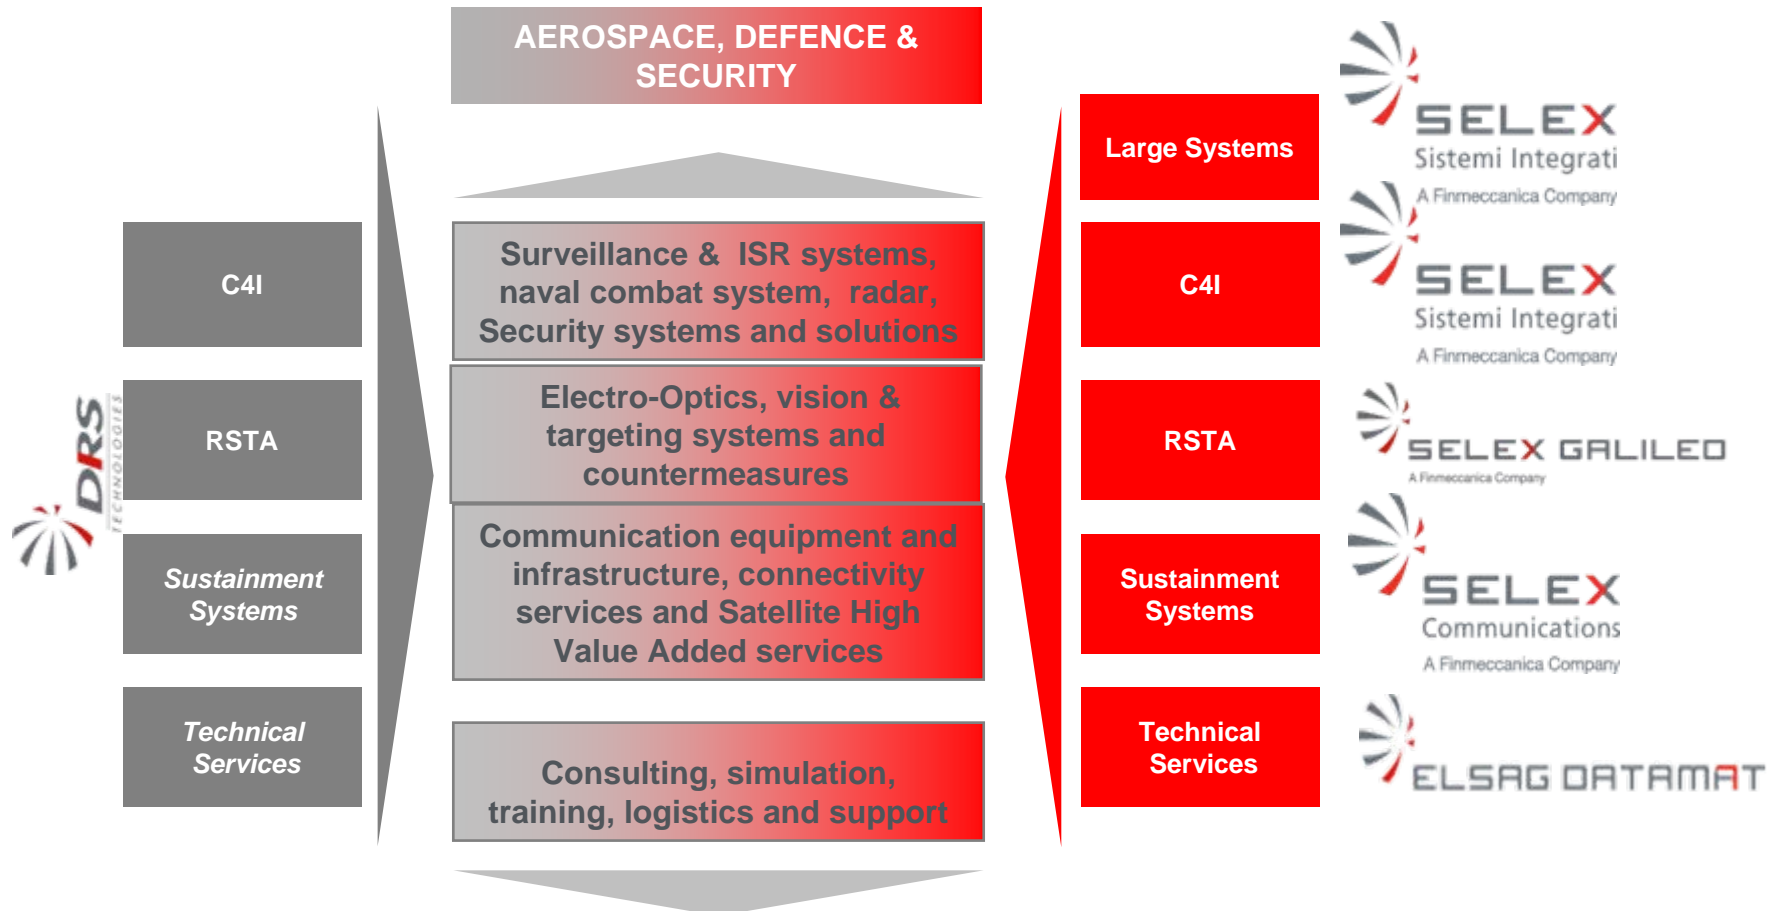 AEROSPACE, DEFENCE &
SECURITY
DRS
TECHNOLOGIES
C4I
RSTA
Sustainment
Systems
Technical
Services
Surveillance & ISR systems,
naval combat system, radar,
Security systems and solutions
Electro-Optics, vision &
targeting systems and
countermeasures
Communication equipment and
infrastructure, connectivity
services and Satellite High
Value Added services
Consulting, simulation,
training, logistics and support
Large Systems
C4I
RSTA
Sustainment
Systems
Technical
Services
SELEX
Sistemi Integrati
A Finmeccanica Company
SELEX
Sistemi Integrati
A Finmeccanica Company
SELEX GALILEO
A Finmeccanica Company
SELEX
Communications
A Finmeccanica Company
ELSAG DATAMAT